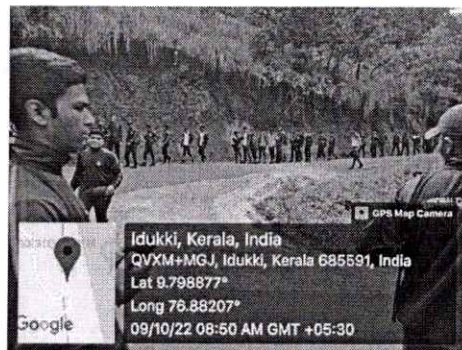 GPS Map Camera
Idukki, Kerala, India
QVXM+MGJ, Idukki, Kerala 685591, India
Lat 9.798877°
Long 76.88207°
09/10/22 08:50 AM GMT +05:30
Google